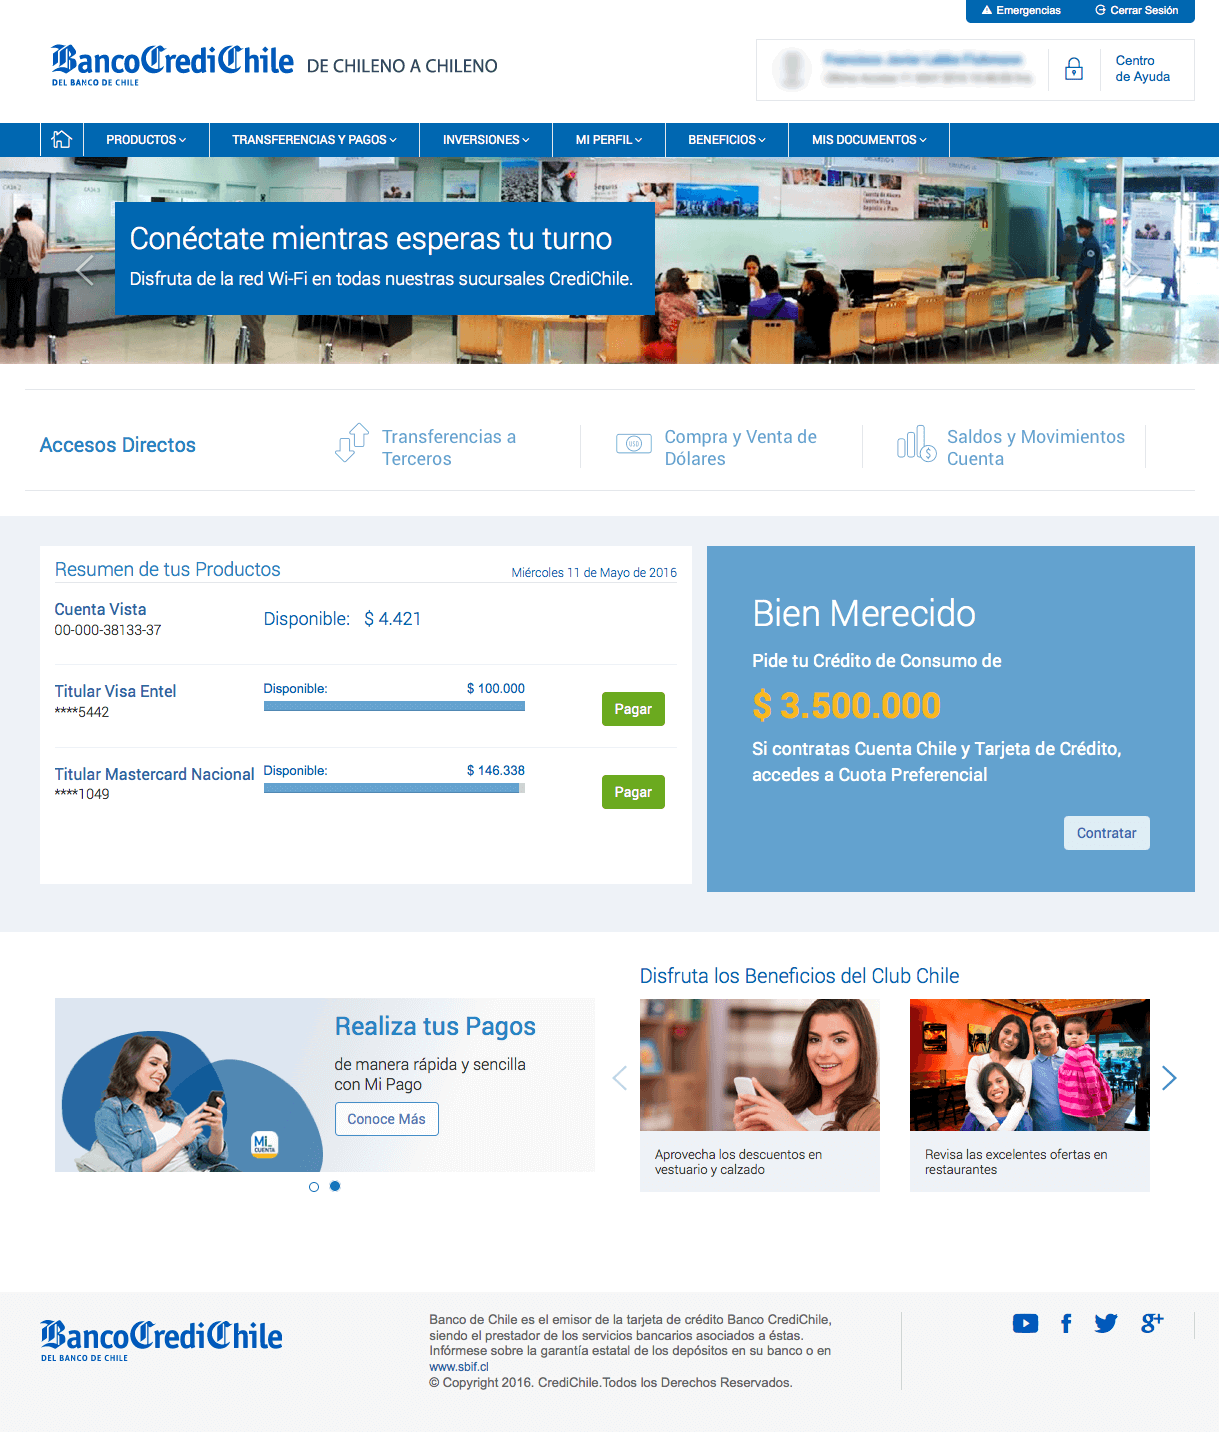 Emergencias
Cerrar Sesión
BancoCrediChile DE CHILENO A CHILENO
DEL BANCO DE CHILE
Centro
de Ayuda
PRODUCTOS
TRANSFERENCIAS Y PAGOS
INVERSIONES
MI PERFIL
BENEFICIOS
MIS DOCUMENTOS
Conéctate mientras esperas tu turno
Disfruta de la red Wi-Fi en todas nuestras sucursales CrediChile.
Accesos Directos
Transferencias a
Terceros
USD
Compra y Venta de
Dólares
$
Saldos y Movimientos
Cuenta
Resumen de tus Productos
Miércoles 11 de Mayo de 2016
Cuenta Vista
00-000-38133-37
Disponible: $ 4.421
Titular Visa Entel
****5442
Disponible: $ 100.000
Pagar
Titular Mastercard Nacional
****1049
Disponible: $ 146.338
Pagar
Bien Merecido
Pide tu Crédito de Consumo de
$ 3.500.000
Si contratas Cuenta Chile y Tarjeta de Crédito,
accedes a Cuota Preferencial
Contratar
Realiza tus Pagos
de manera rápida y sencilla
con Mi Pago
Conoce Más
Mi
CUENTA
Disfruta los Beneficios del Club Chile
Aprovecha los descuentos en
vestuario y calzado
Revisa las excelentes ofertas en
restaurantes
BancoCrediChile
DEL BANCO DE CHILE
Banco de Chile es el emisor de la tarjeta de crédito Banco CrediChile,
siendo el prestador de los servicios bancarios asociados a éstas.
Infórmese sobre la garantía estatal de los depósitos en su banco o en
www.sbif.cl
© Copyright 2016. CrediChile.Todos los Derechos Reservados.